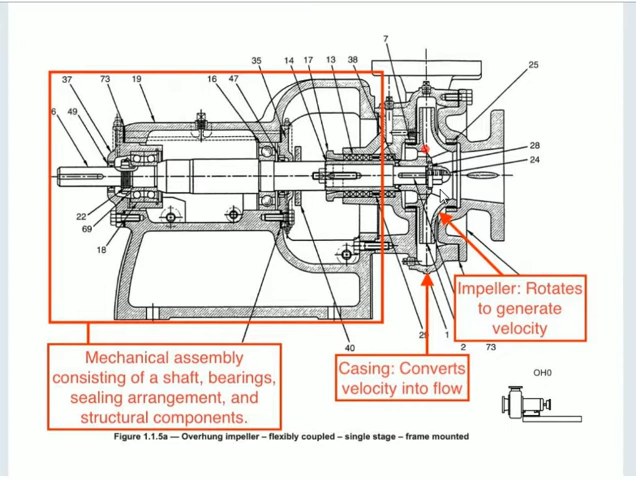 7
35 14 17 13 38
37 73 19 16 47 25
49
6
28
24
22
69
18
29 1
40 2 73
Impeller: Rotates
to generate
velocity
Mechanical assembly
consisting of a shaft, bearings,
sealing arrangement, and
structural components.
Casing: Converts
velocity into flow
OH0
Figure 1.1.5a — Overhung impeller – flexibly coupled – single stage – frame mounted